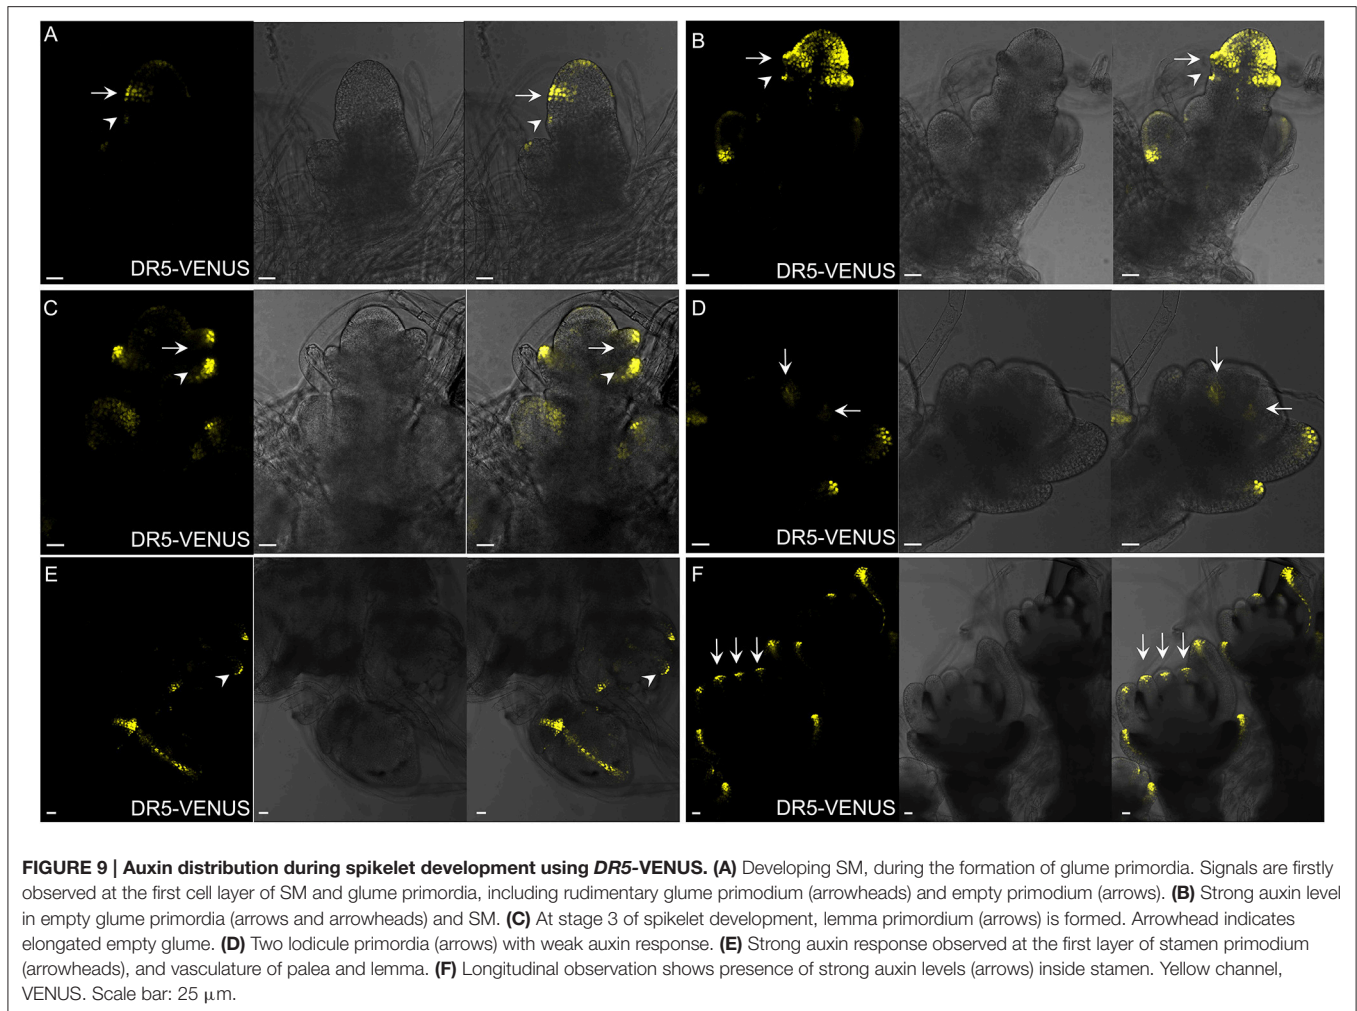 A
DR5-VENUS
B
DR5-VENUS
C
DR5-VENUS
D
DR5-VENUS
E
DR5-VENUS
F
DR5-VENUS
FIGURE 9 | Auxin distribution during spikelet development using DR5-VENUS. (A) Developing SM, during the formation of glume primordia. Signals are firstly
observed at the first cell layer of SM and glume primordia, including rudimentary glume primodium (arrowheads) and empty primodium (arrows). (B) Strong auxin level
in empty glume primordia (arrows and arrowheads) and SM. (C) At stage 3 of spikelet development, lemma primordium (arrows) is formed. Arrowhead indicates
elongated empty glume. (D) Two lodicule primordia (arrows) with weak auxin response. (E) Strong auxin response observed at the first layer of stamen primodium
(arrowheads), and vasculature of palea and lemma. (F) Longitudinal observation shows presence of strong auxin levels (arrows) inside stamen. Yellow channel,
VENUS. Scale bar: 25 μm.